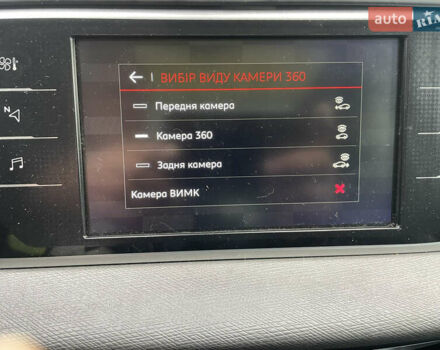 auto RIA
ВИБІР ВИДУ КАМЕРИ 360
Передня камера
Камера 360
Задня камера
Камера ВИМК
N